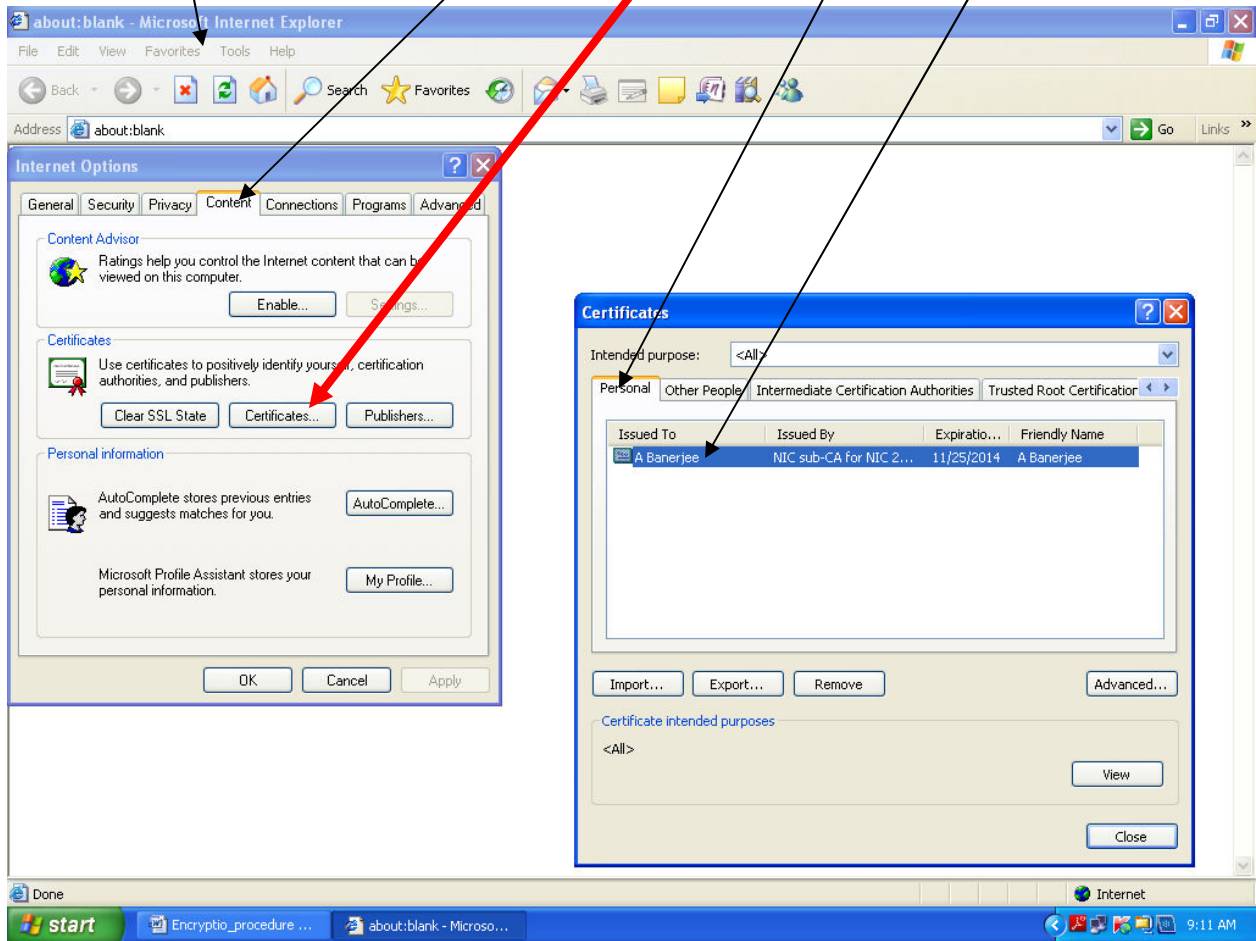 about:blank - Microsoft Internet Explorer
File Edit View Favorites Tools Help
Back Search Favorites
Address about:blank Go Links »
Internet Options
General Security Privacy Content Connections Programs Advanced
Content Advisor
Ratings help you control the Internet content that can be
viewed on this computer.
Enable... Settings...
Certificates
Use certificates to positively identify yourself, certification
authorities, and publishers.
Clear SSL State Certificates... Publishers...
Personal information
AutoComplete stores previous entries
and suggests matches for you.
AutoComplete...
Microsoft Profile Assistant stores your
personal information.
My Profile...
OK Cancel Apply
Certificates
Intended purpose: <All>
Personal Other People Intermediate Certification Authorities Trusted Root Certification
Issued To Issued By Expiratio... Friendly Name
A Banerjee NIC sub-CA for NIC 2... 11/25/2014 A Banerjee
Import... Export... Remove Advanced...
Certificate intended purposes
<All>
View
Close
Done Internet
start Encryptio_procedure ... about:blank - Microso... 9:11 AM